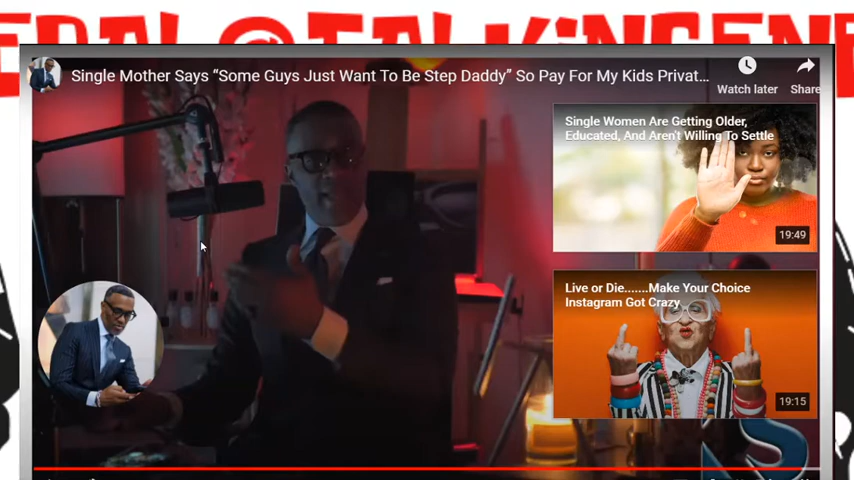 Single Mother Says “Some Guys Just Want To Be Step Daddy” So Pay For My Kids Privat...
Watch later
Share
Single Women Are Getting Older,
Educated, And Aren't Willing To Settle
19:49
Live or Die.......Make Your Choice
Instagram Got Crazy
19:15